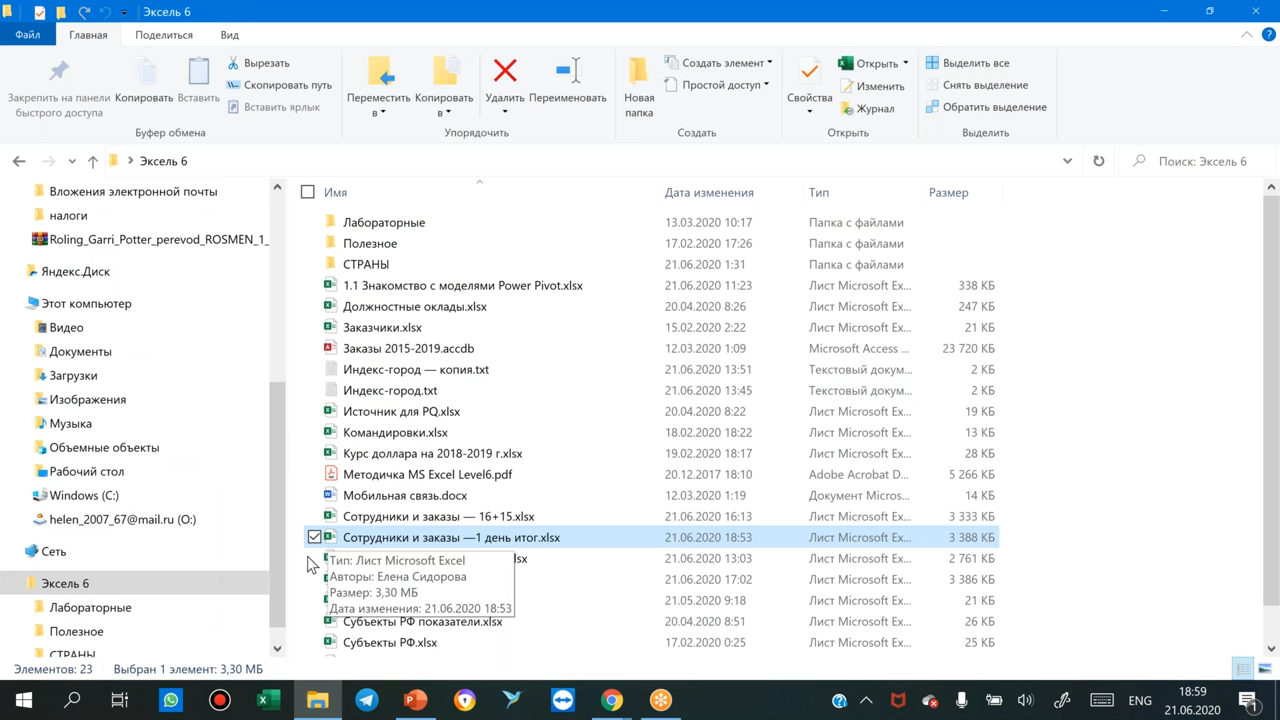 Эксель 6
Файл
Главная
Поделиться
Вид
Закрепить на панели
быстрого доступа
Копировать
Вставить
Вырезать
Скопировать путь
Вставить ярлык
Буфер обмена
Переместить
в
Копировать
в
Удалить
Переименовать
Упорядочить
Новая
папка
Создать элемент
Простой доступ
Создать
Свойства
Открыть
Изменить
Журнал
Открыть
Выделить все
Снять выделение
Обратить выделение
Выделить
Эксель 6
Поиск: Эксель 6
Вложения электронной почты
налоги
Roling_Garri_Potter_perevod_ROSMEN_1_
Яндекс.Диск
Этот компьютер
Видео
Документы
Загрузки
Изображения
Музыка
Объемные объекты
Рабочий стол
Windows (C:)
helen_2007_67@mail.ru (O:)
Сеть
Эксель 6
Лабораторные
Полезное
СТРАНЫ
Имя Дата изменения Тип Размер
Лабораторные 13.03.2020 10:17 Папка с файлами
Полезное 17.02.2020 17:26 Папка с файлами
СТРАНЫ 21.06.2020 1:31 Папка с файлами
1.1 Знакомство с моделями Power Pivot.xlsx 21.06.2020 11:23 Лист Microsoft Ex... 338 КБ
Должностные оклады.xlsx 20.04.2020 8:26 Лист Microsoft Ex... 247 КБ
Заказчики.xlsx 15.02.2020 2:22 Лист Microsoft Ex... 21 КБ
Заказы 2015-2019.accdb 12.03.2020 1:09 Microsoft Access ... 23 720 КБ
Индекс-город — копия.txt 21.06.2020 13:51 Текстовый докум... 2 КБ
Индекс-город.txt 21.06.2020 13:45 Текстовый докум... 2 КБ
Источник для PQ.xlsx 20.04.2020 8:22 Лист Microsoft Ex... 19 КБ
Командировки.xlsx 18.02.2020 18:22 Лист Microsoft Ex... 13 КБ
Курс доллара на 2018-2019 г.xlsx 19.02.2020 18:17 Лист Microsoft Ex... 28 КБ
Методичка MS Excel Level6.pdf 20.12.2017 18:10 Adobe Acrobat D... 5 266 КБ
Мобильная связь.docx 12.03.2020 1:19 Документ Micros... 14 КБ
Сотрудники и заказы — 16+15.xlsx 21.06.2020 16:13 Лист Microsoft Ex... 3 333 КБ
Сотрудники и заказы —1 день итог.xlsx 21.06.2020 18:53 Лист Microsoft Ex... 3 388 КБ
lsx 21.06.2020 13:03 Лист Microsoft Ex... 2 761 КБ
21.06.2020 17:02 Лист Microsoft Ex... 3 386 КБ
21.05.2020 9:18 Лист Microsoft Ex... 21 КБ
Субъекты РФ показатели.xlsx 20.04.2020 8:51 Лист Microsoft Ex... 26 КБ
Субъекты РФ.xlsx 17.02.2020 0:25 Лист Microsoft Ex... 25 КБ
Тип: Лист Microsoft Excel
Авторы: Елена Сидорова
Размер: 3,30 МБ
Дата изменения: 21.06.2020 18:53
Элементов: 23 Выбран 1 элемент: 3,30 МБ
ENG
18:59
21.06.2020
1